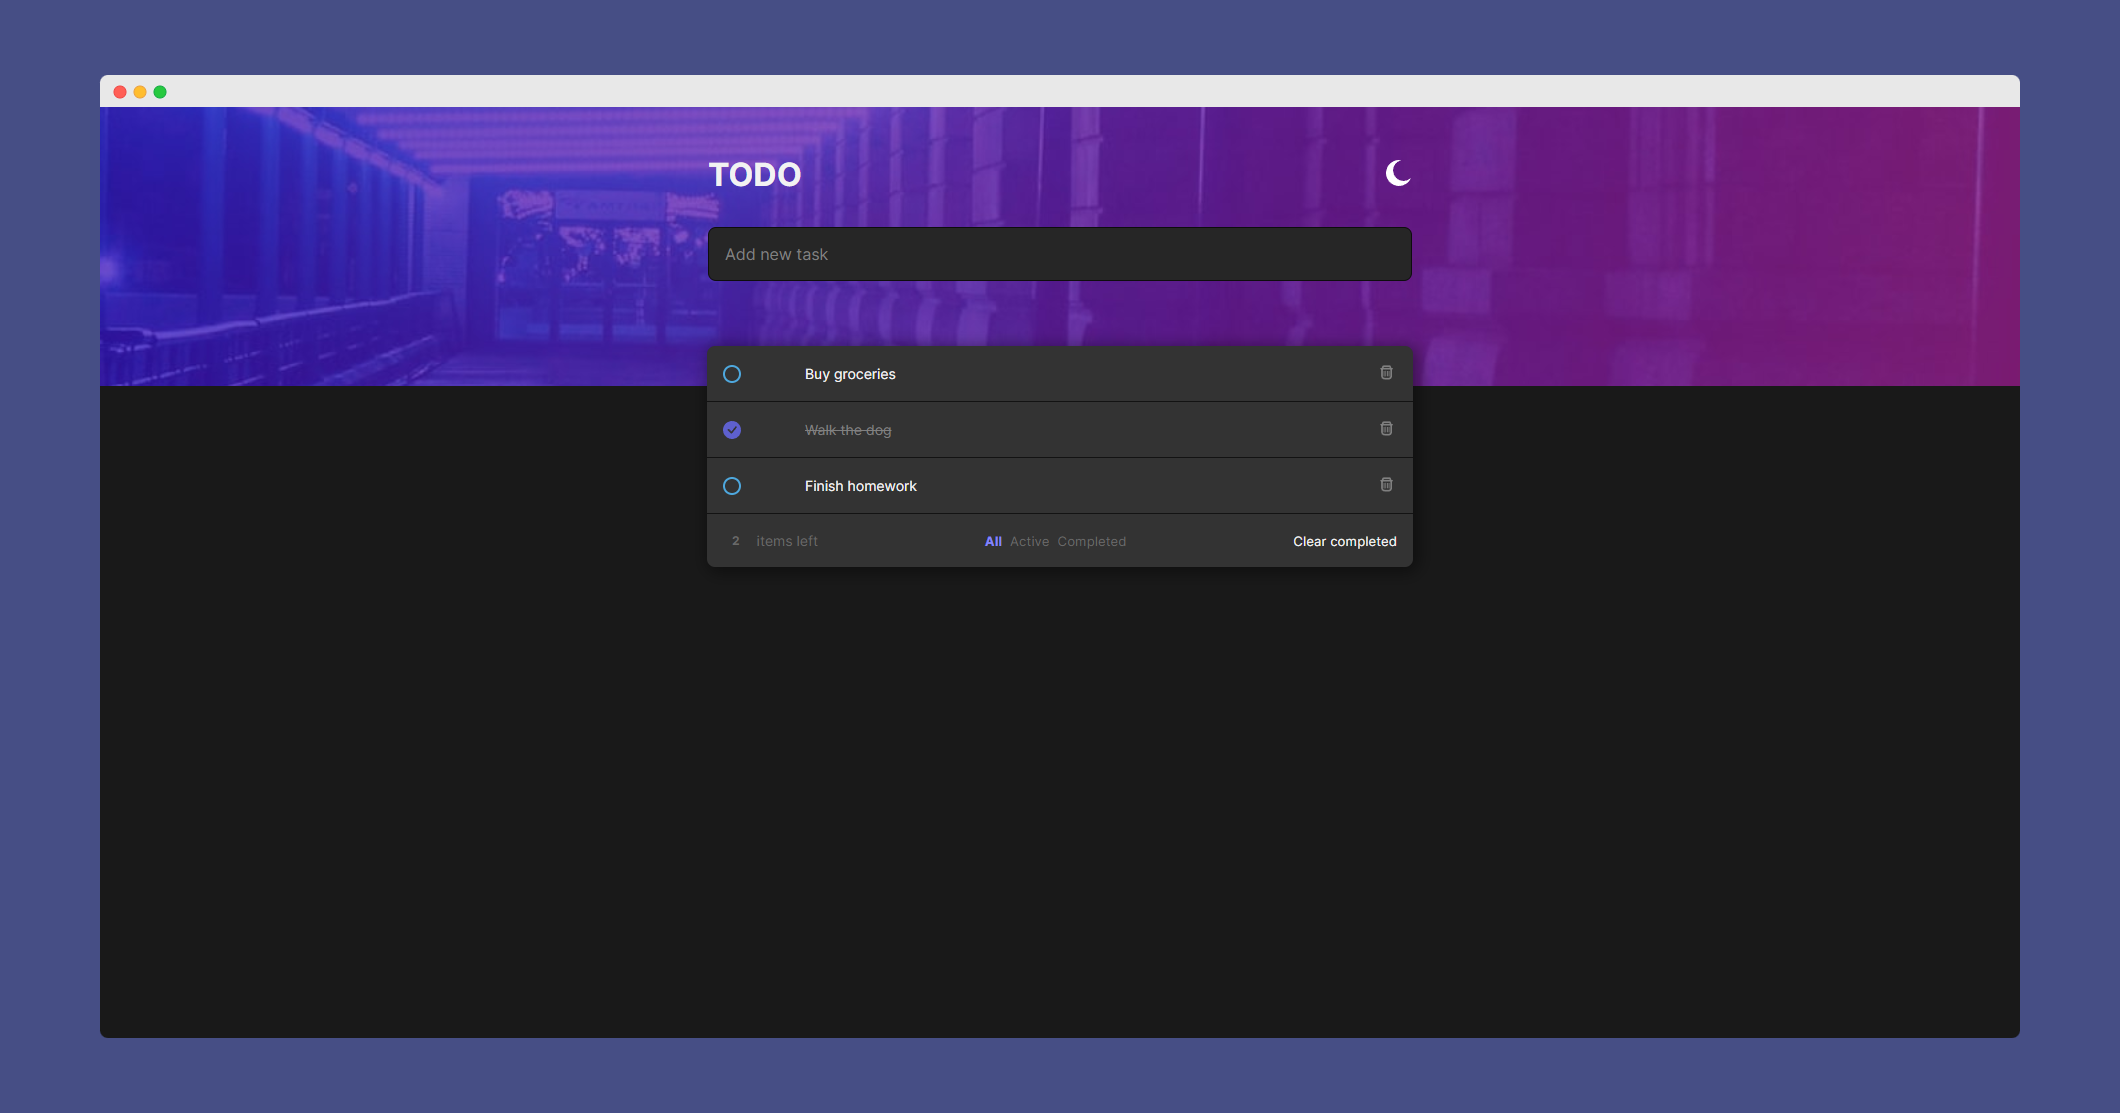 TODO
Add new task
Buy groceries
Walk the dog
Finish homework
2 items left All Active Completed Clear completed